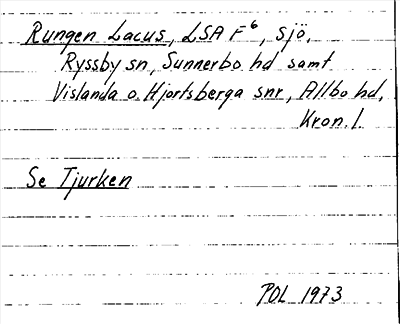 Rungen Lacus, LSA F⁶, sjö,
Ryssby sn, Sunnerbo hd samt
Vislanda o. Hjortsberga snr, Allbo hd,
Kron. l.
Se Tjurken
POL 1973